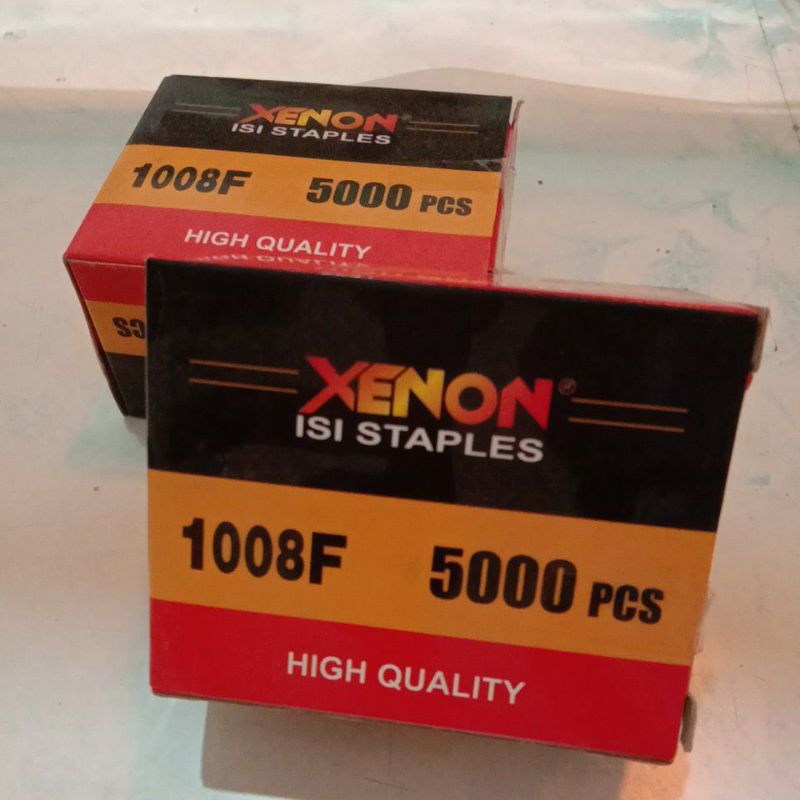 XENON
ISI STAPLES
1008F 5000 PCS
HIGH QUALITY
XENON®
ISI STAPLES
1008F 5000 PCS
HIGH QUALITY